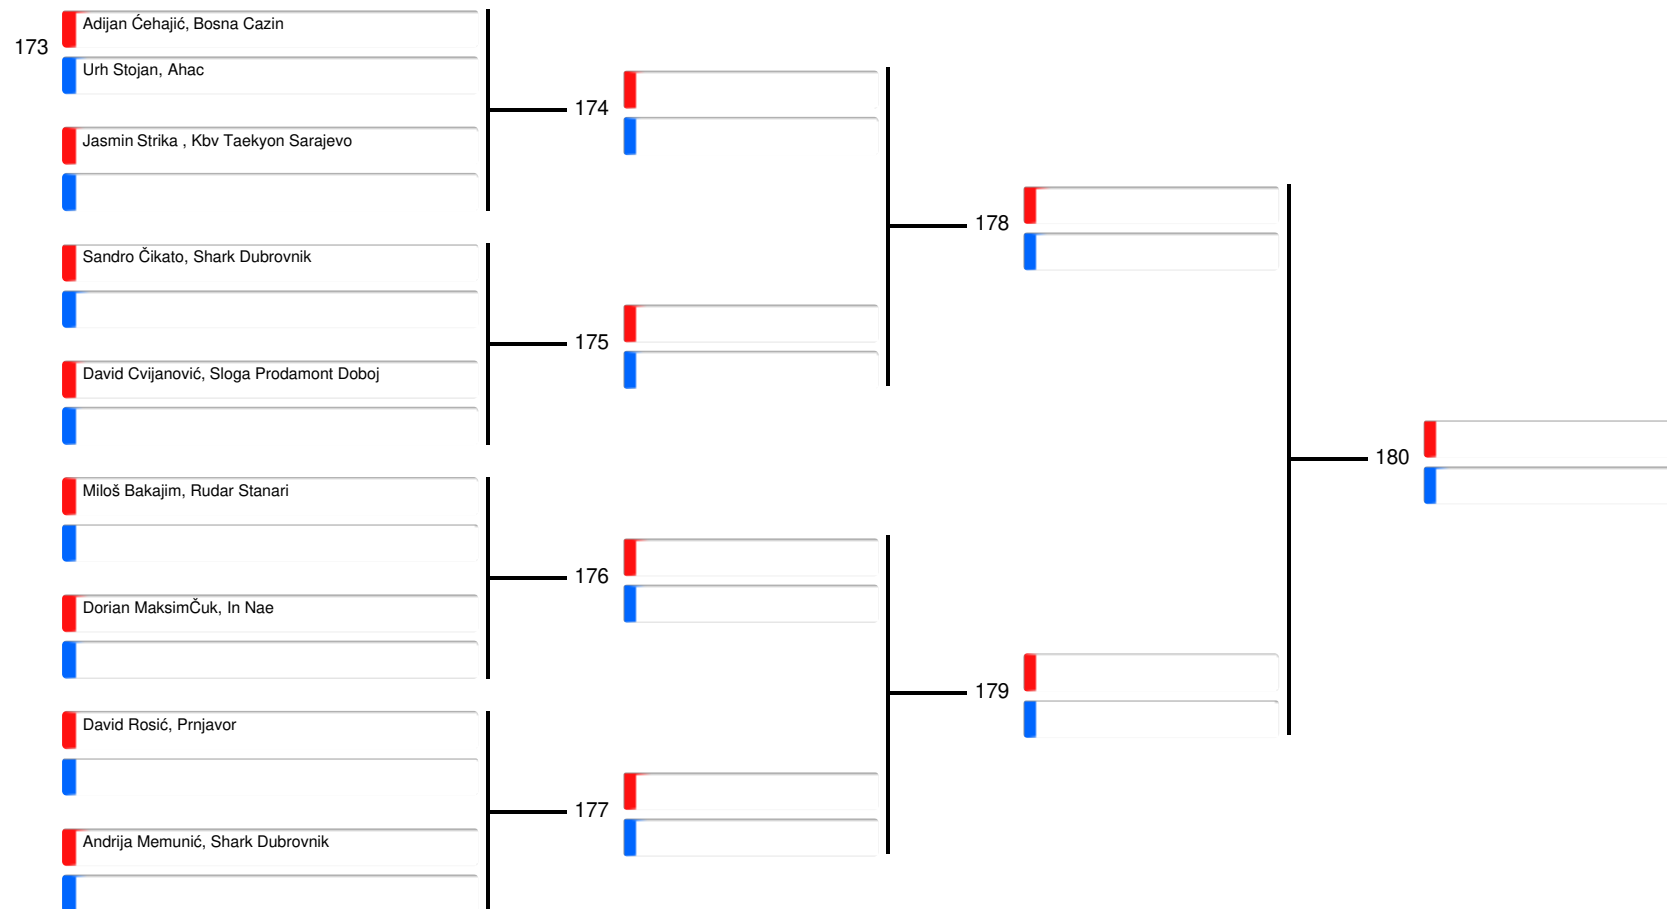 173
Adijan Ćehajić, Bosna Cazin
Urh Stojan, Ahac
Jasmin Strika , Kbv Taekyon Sarajevo
174
Sandro Čikato, Shark Dubrovnik
David Cvijanović, Sloga Prodamont Doboj
175
178
Miloš Bakajim, Rudar Stanari
Dorian MaksimČuk, In Nae
176
David Rosić, Prnjavor
Andrija Memunić, Shark Dubrovnik
177
179
180